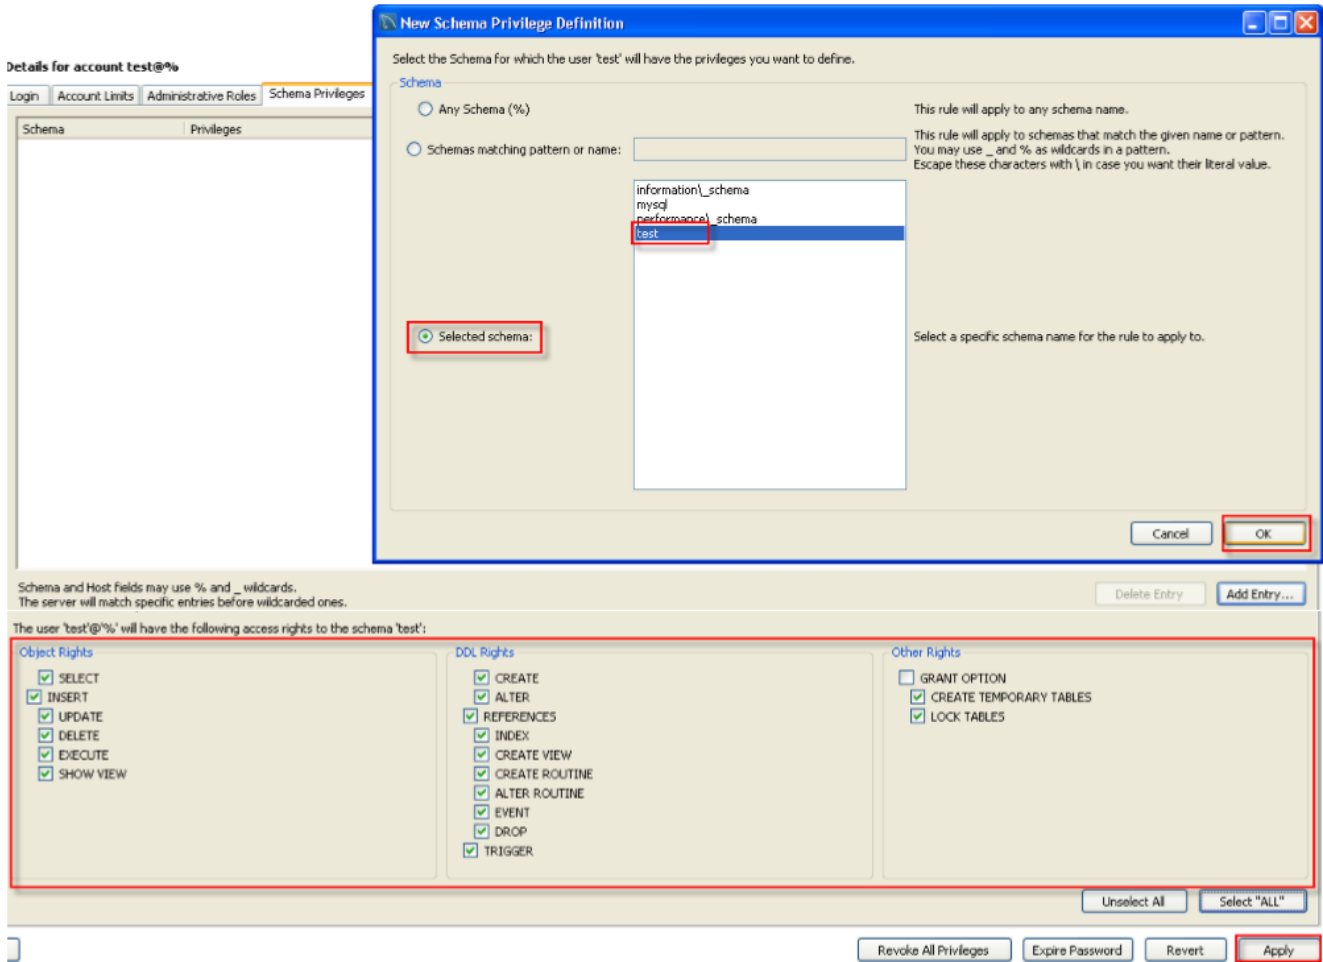 New Schema Privilege Definition
Select the Schema for which the user 'test' will have the privileges you want to define.
Schema
Any Schema (%)
This rule will apply to any schema name.
Schemas matching pattern or name:
This rule will apply to schemas that match the given name or pattern.
You may use _ and % as wildcards in a pattern.
Escape these characters with \ in case you want their literal value.
information\_schema
mysql
performance\_schema
test
Selected schema:
Select a specific schema name for the rule to apply to.
Cancel
OK
Details for account test@%
Login
Account Limits
Administrative Roles
Schema Privileges
Schema
Privileges
Schema and Host fields may use % and _ wildcards.
The server will match specific entries before wildcarded ones.
Delete Entry
Add Entry...
The user 'test'@'%' will have the following access rights to the schema 'test':
Object Rights
SELECT
INSERT
UPDATE
DELETE
EXECUTE
SHOW VIEW
DDL Rights
CREATE
ALTER
REFERENCES
INDEX
CREATE VIEW
CREATE ROUTINE
ALTER ROUTINE
EVENT
DROP
TRIGGER
Other Rights
GRANT OPTION
CREATE TEMPORARY TABLES
LOCK TABLES
Unselect All
Select "ALL"
Revoke All Privileges
Expire Password
Revert
Apply